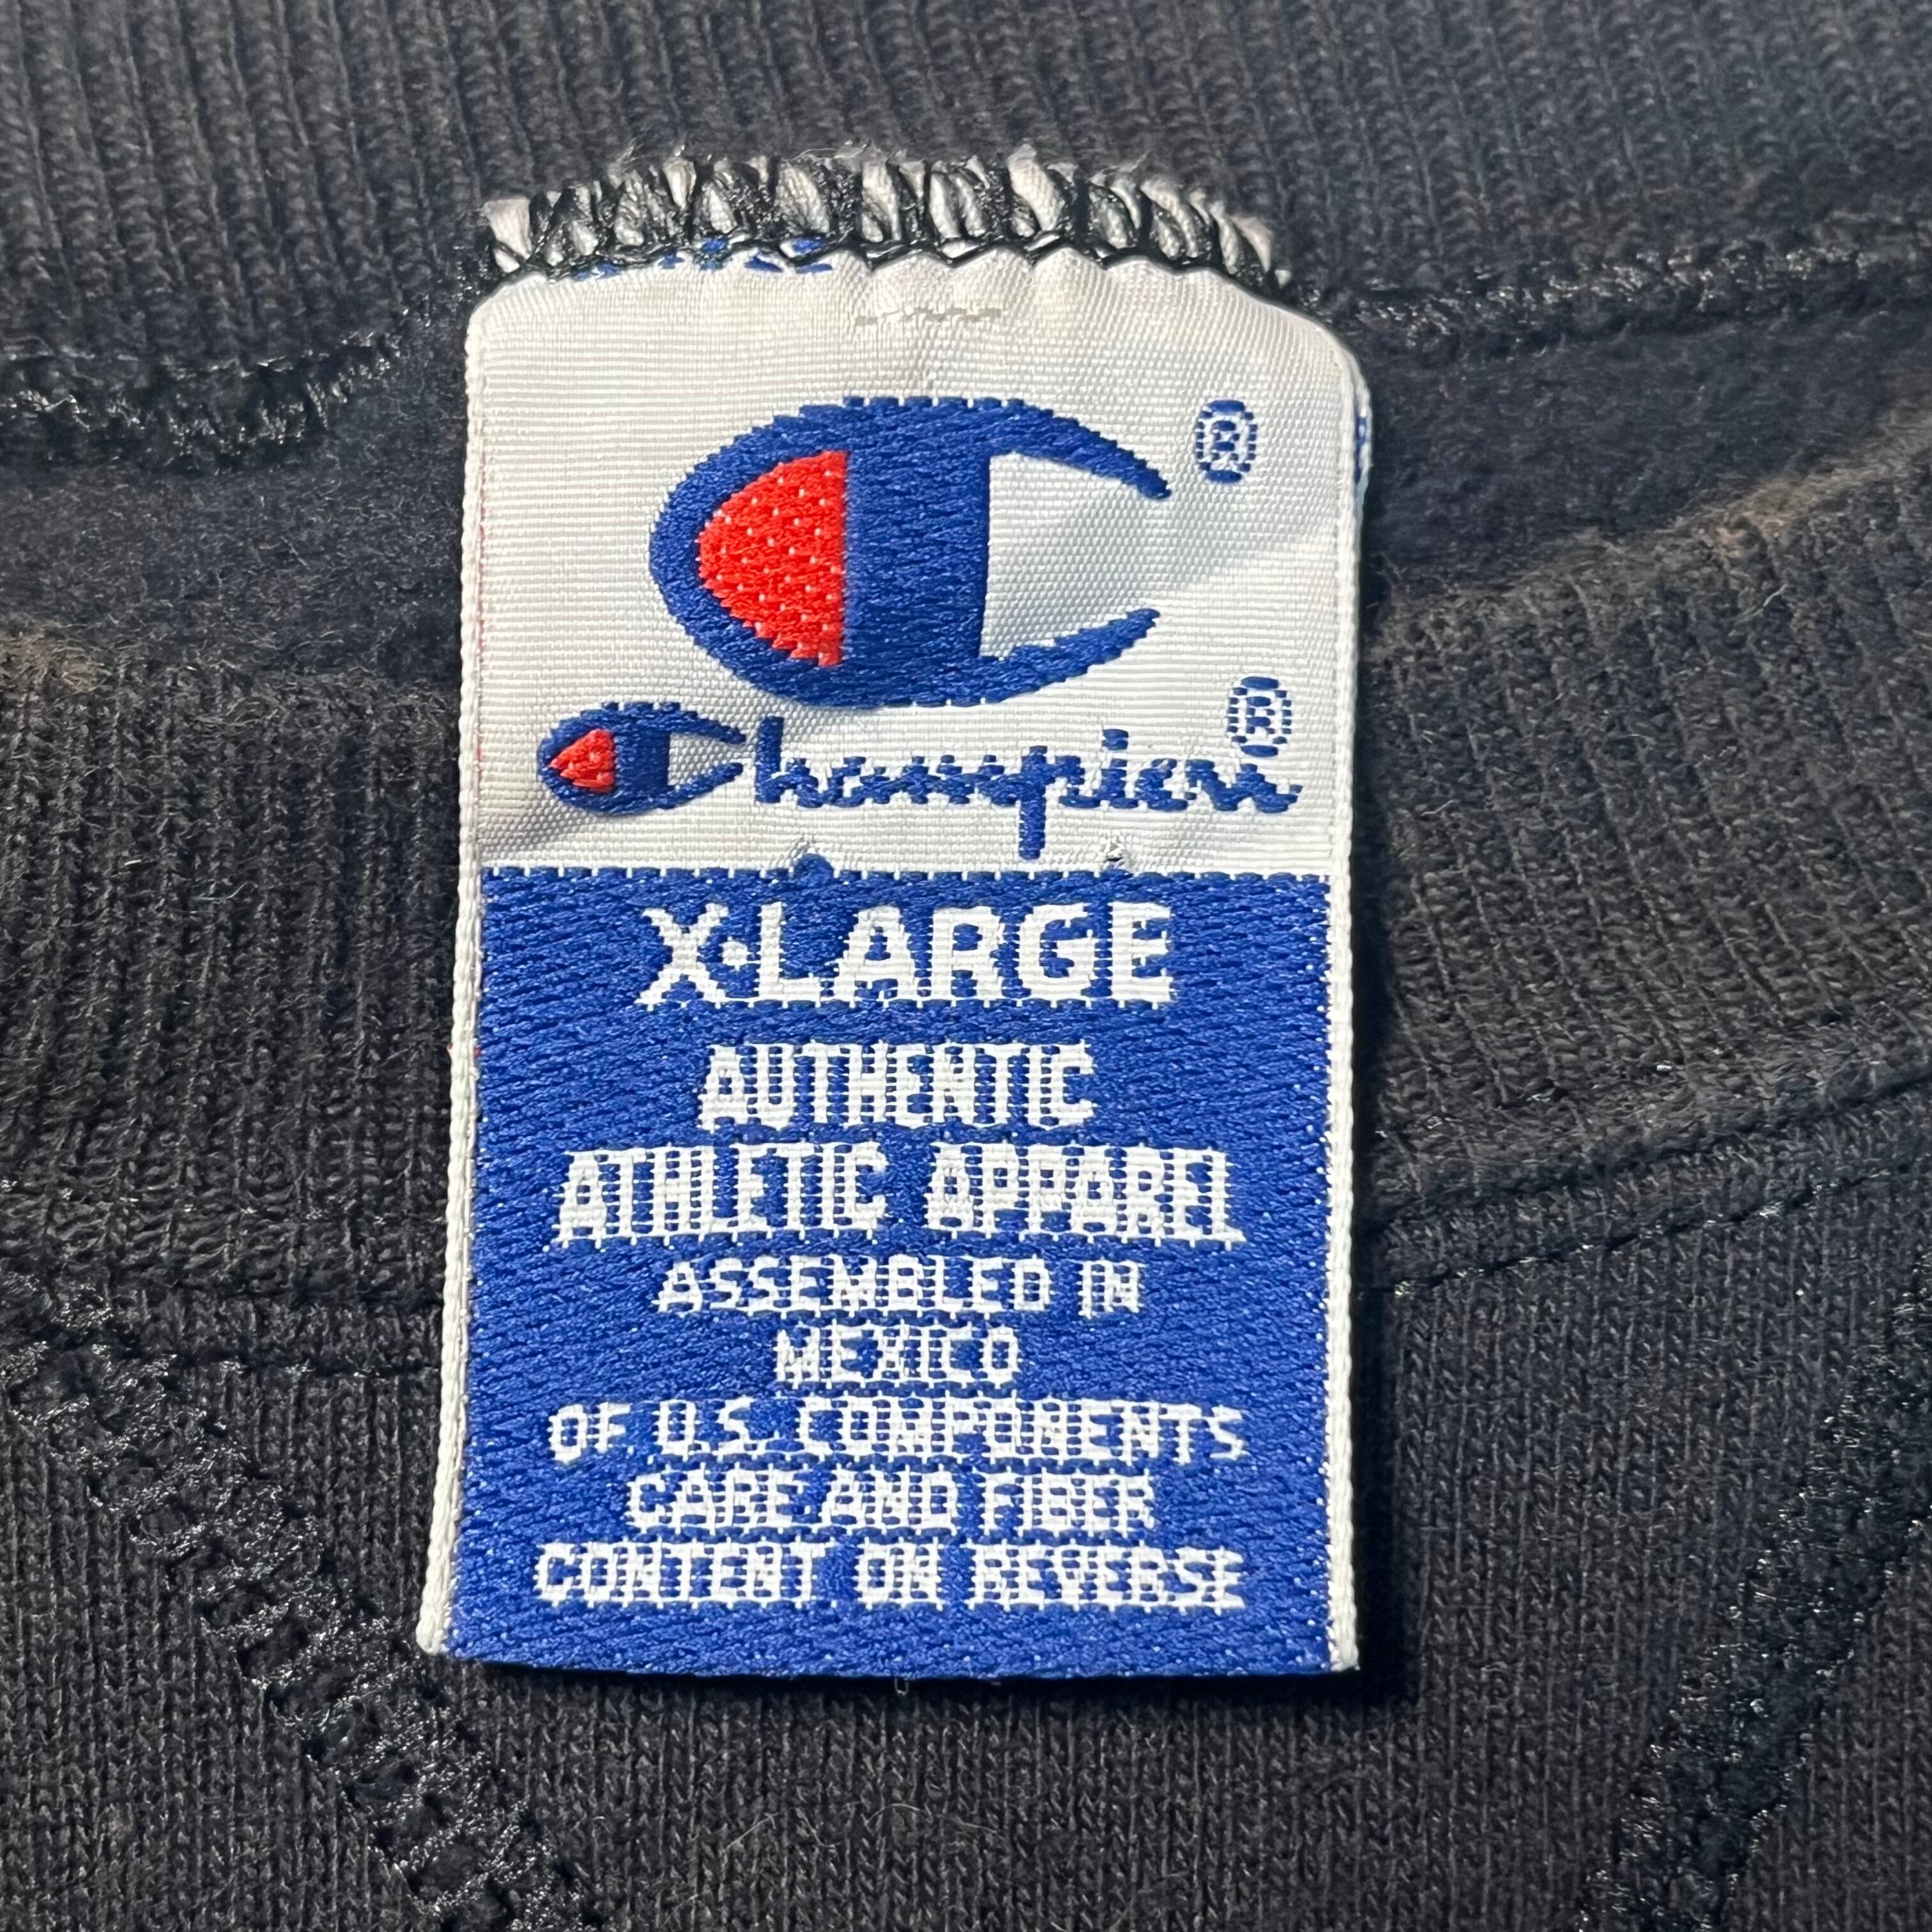 ®
Champion®
X-LARGE
AUTHENTIC
ATHLETIC APPAREL
ASSEMBLED IN
MEXICO
OF U.S. COMPONENTS
CARE AND FIBER
CONTENT ON REVERSE